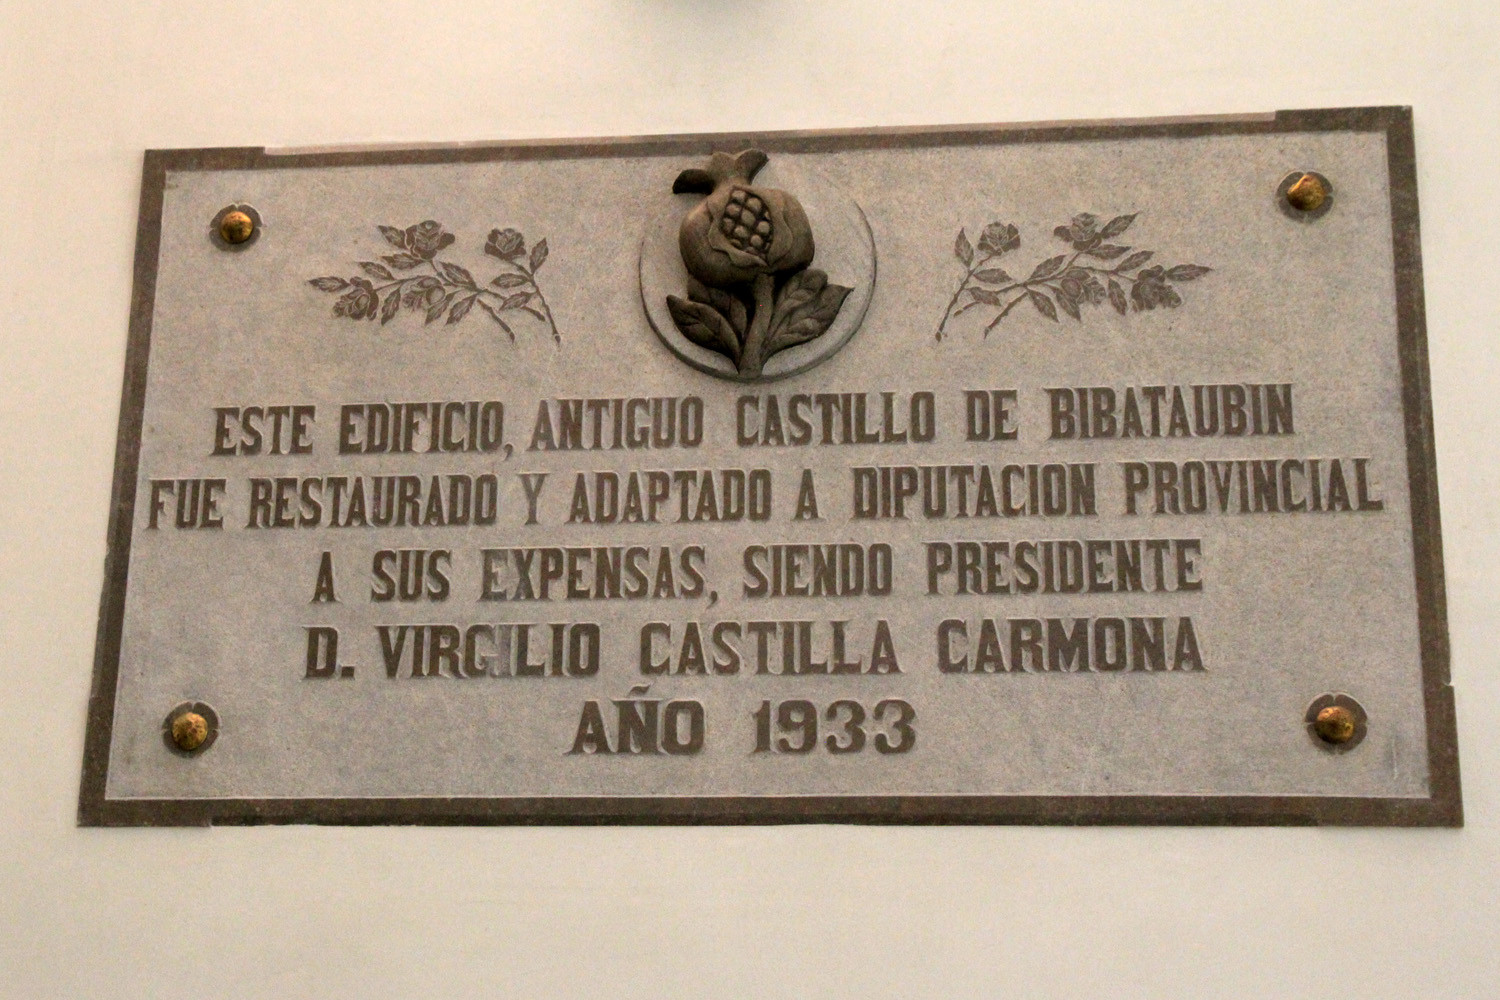 ESTE EDIFICIO, ANTIGUO CASTILLO DE BIBATAUBIN
FUE RESTAURADO Y ADAPTADO A DIPUTACION PROVINCIAL
A SUS EXPENSAS, SIENDO PRESIDENTE
D. VIRGILIO CASTILLA CARMONA
AÑO 1933